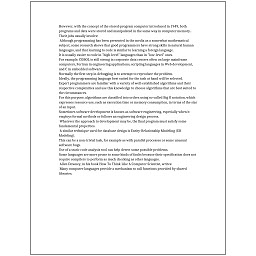 However, with the concept of the stored-program computer introduced in 1949, both
programs and data were stored and manipulated in the same way in computer memory.
Their jobs usually involve:
Although programming has been presented in the media as a somewhat mathematical
subject, some research shows that good programmers have strong skills in natural human
languages, and that learning to code is similar to learning a foreign language.
It is usually easier to code in "high-level" languages than in "low-level" ones.
For example, COBOL is still strong in corporate data centers often on large mainframe
computers, Fortran in engineering applications, scripting languages in Web development,
and C in embedded software.
Normally the first step in debugging is to attempt to reproduce the problem.
Ideally, the programming language best suited for the task at hand will be selected.
Expert programmers are familiar with a variety of well-established algorithms and their
respective complexities and use this knowledge to choose algorithms that are best suited to
the circumstances.
For this purpose, algorithms are classified into orders using so-called Big O notation, which
expresses resource use, such as execution time or memory consumption, in terms of the size
of an input.
Sometimes software development is known as software engineering, especially when it
employs formal methods or follows an engineering design process.
Whatever the approach to development may be, the final program must satisfy some
fundamental properties.
A similar technique used for database design is Entity-Relationship Modeling (ER
Modeling).
This can be a non-trivial task, for example as with parallel processes or some unusual
software bugs.
Use of a static code analysis tool can help detect some possible problems.
Some languages are more prone to some kinds of faults because their specification does not
require compilers to perform as much checking as other languages.
Allen Downey, in his book How To Think Like A Computer Scientist, writes:
Many computer languages provide a mechanism to call functions provided by shared
libraries.